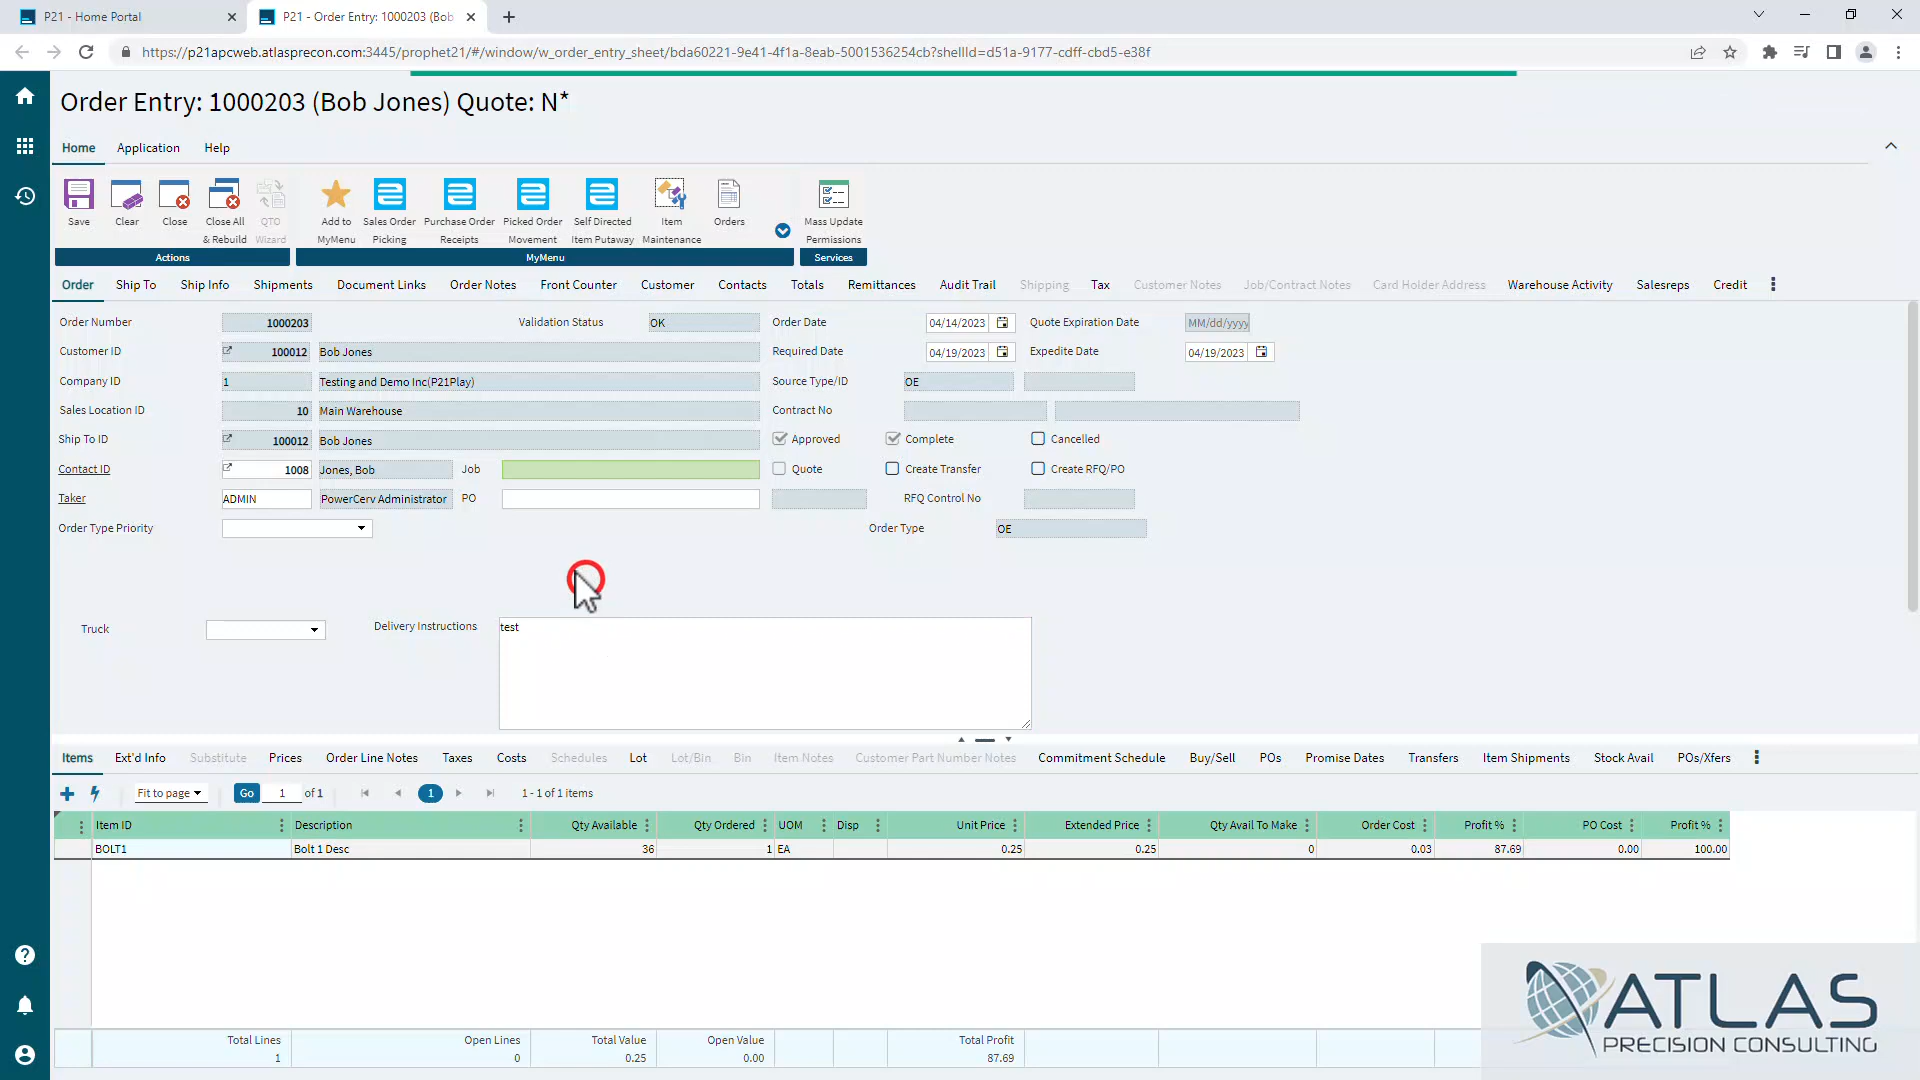 P21 - Home Portal
P21 - Order Entry: 1000203 (Bob
https://p21apcweb.atlasprecon.com:3445/prophet21/#/window/w_order_entry_sheet/bda60221-9e41-4f1a-8eab-5001536254cb?shellId=d51a-9177-cdff-cbd5-e38f
Order Entry: 1000203 (Bob Jones) Quote: N*
Home Application Help
Save Clear Close Close All & Rebuild QTO Wizard Add to MyMenu Sales Order Picking Purchase Order Receipts Picked Order Movement Self Directed Item Putaway Item Maintenance Orders Mass Update Permissions
Actions MyMenu Services
Order Ship To Ship Info Shipments Document Links Order Notes Front Counter Customer Contacts Totals Remittances Audit Trail Shipping Tax Customer Notes Job/Contract Notes Card Holder Address Warehouse Activity Salesreps Credit
Order Number 1000203 Validation Status OK Order Date 04/14/2023 Quote Expiration Date MM/dd/yyyy
Customer ID 100012 Bob Jones Required Date 04/19/2023 Expedite Date 04/19/2023
Company ID 1 Testing and Demo Inc(P21Play) Source Type/ID OE
Sales Location ID 10 Main Warehouse Contract No
Ship To ID 100012 Bob Jones Approved Complete Cancelled
Contact ID 1008 Jones, Bob Job Quote Create Transfer Create RFQ/PO
Taker ADMIN PowerCerv Administrator PO RFQ Control No
Order Type Priority Order Type OE
Truck Delivery Instructions test
Items Ext'd Info Substitute Prices Order Line Notes Taxes Costs Schedules Lot Lot/Bin Bin Item Notes Customer Part Number Notes Commitment Schedule Buy/Sell POs Promise Dates Transfers Item Shipments Stock Avail POs/Xfers
Fit to page Go 1 of 1 1 1 - 1 of 1 items
Item ID Description Qty Available Qty Ordered UOM Disp Unit Price Extended Price Qty Avail To Make Order Cost Profit % PO Cost Profit %
BOLT1 Bolt 1 Desc 36 1 EA 0.25 0.25 0 0.03 87.69 0.00 100.00
Total Lines Open Lines Total Value Open Value Total Profit
1 0 0.25 0.00 87.69
ATLAS
PRECISION CONSULTING